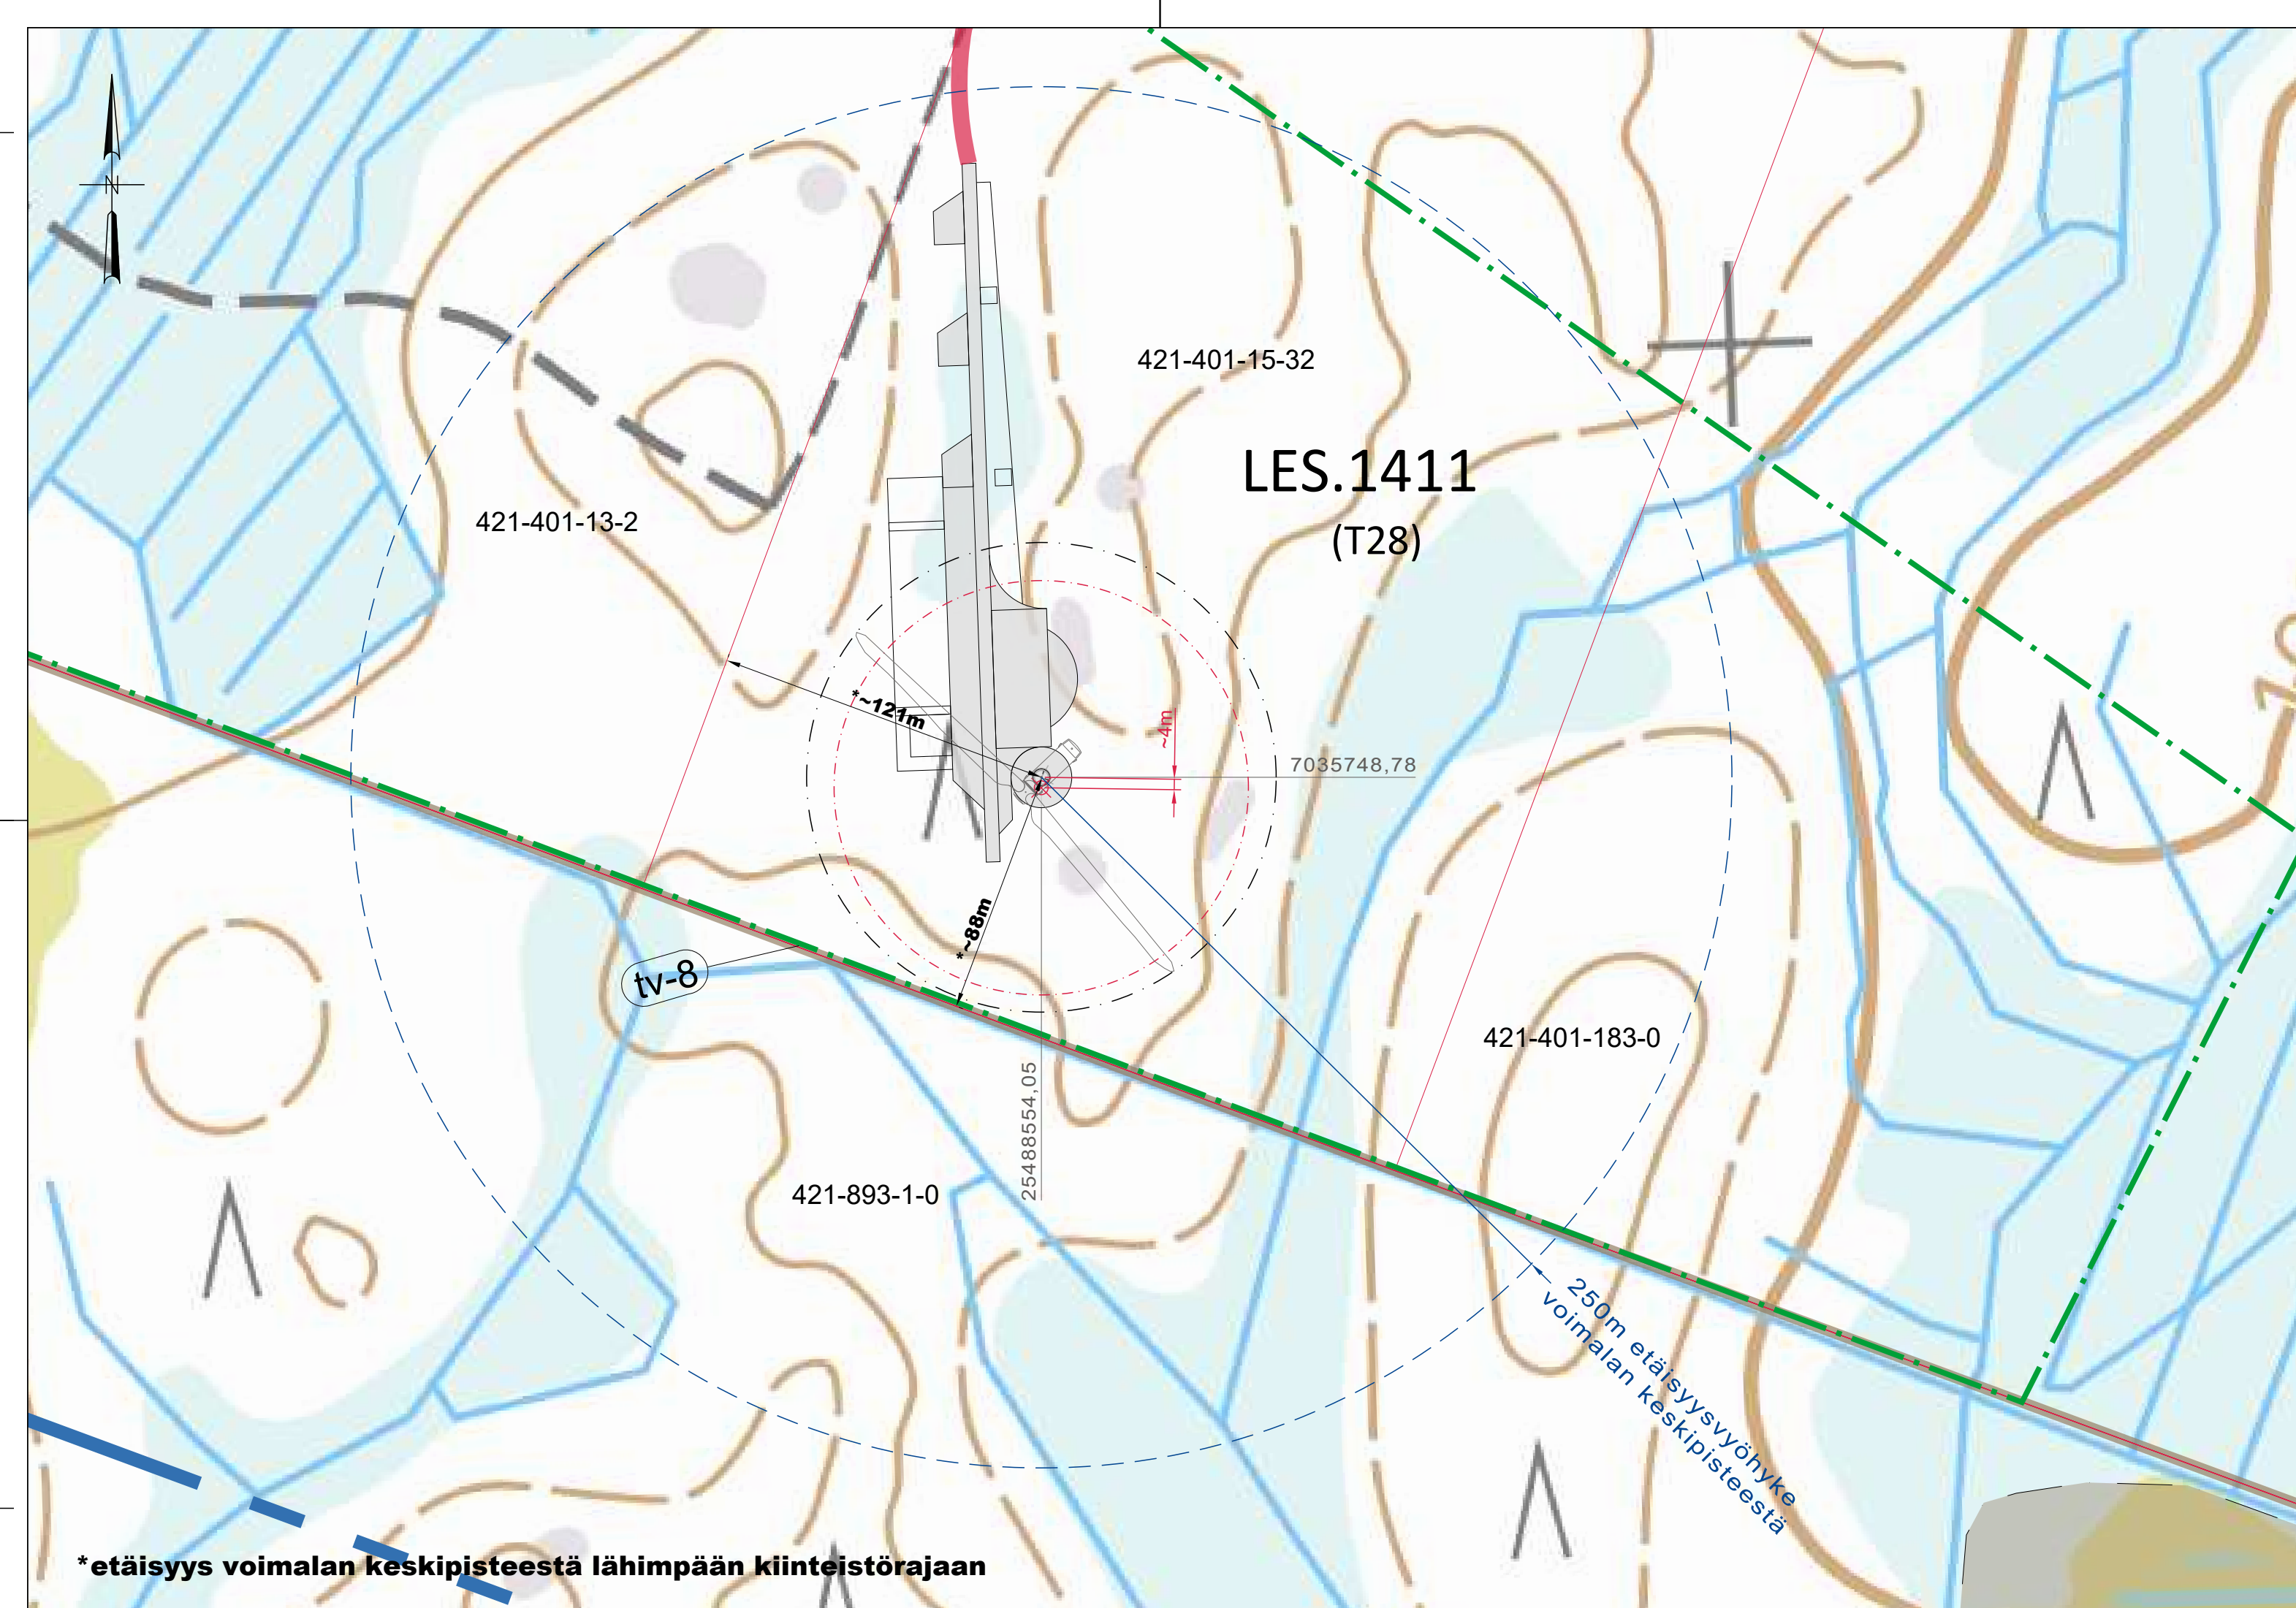 N
421-401-15-32
LES.1411
(T28)
421-401-13-2
*~121m
~4m
7035748,78
*~88m
tv-8
421-401-183-0
25488554,05
421-893-1-0
250m etäisyysvyöhyke
voimalan keskipisteestä
*etäisyys voimalan keskipisteestä lähimpään kiinteistörajaan